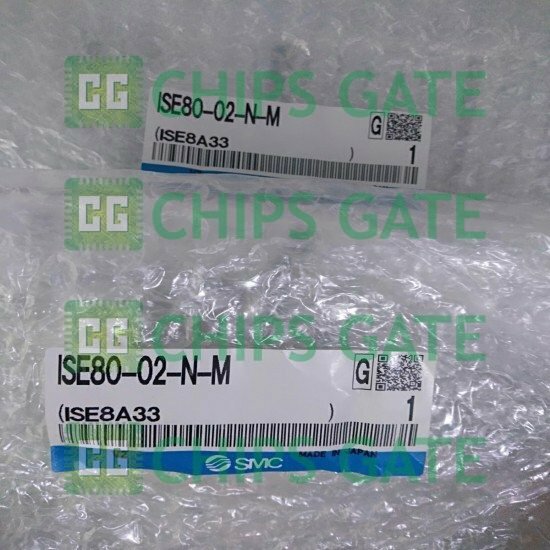 CG CHIPS GATE
ISE80-02-N-M
G
(ISE8A33 )
1
CG CHIPS GATE
CG CHIPS GATE
ISE80-02-N-M
G
(ISE8A33 )
1
SMC
MADE IN JAPAN
CG CHIPS GATE